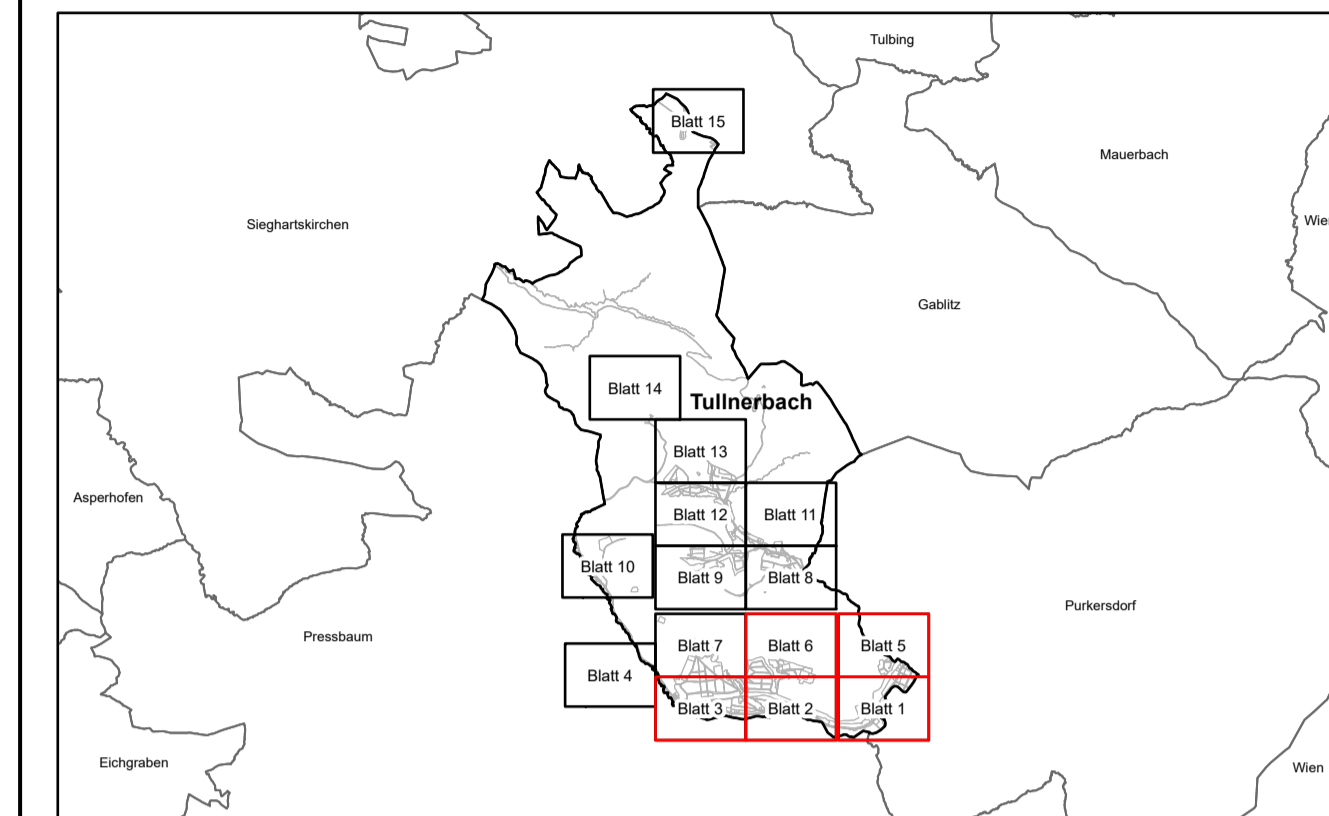 Tulbing
Blatt 15
Mauerbach
Sieghartskirchen
Wie
Gablitz
Blatt 14
Tullnerbach
Blatt 13
Asperhofen
Blatt 12
Blatt 11
Blatt 10
Blatt 9
Blatt 8
Purkersdorf
Pressbaum
Blatt 7
Blatt 6
Blatt 5
Blatt 4
Blatt 3
Blatt 2
Blatt 1
Eichgraben
Wien